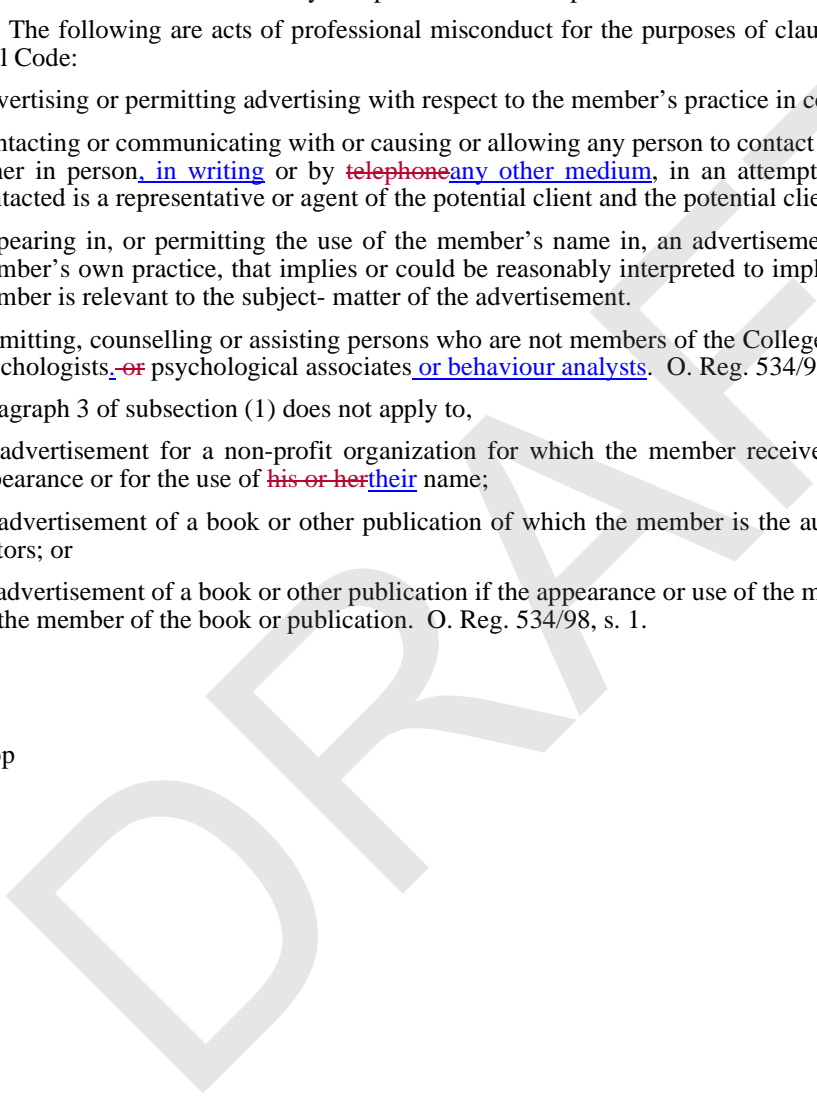 The following are acts of professional misconduct for the purposes of clau
l Code:
vertising or permitting advertising with respect to the member’s practice in c
ntacting or communicating with or causing or allowing any person to contact
her in person, in writing or by telephoneany other medium, in an attempt
ntacted is a representative or agent of the potential client and the potential clie
pearing in, or permitting the use of the member’s name in, an advertiseme
mber’s own practice, that implies or could be reasonably interpreted to impl
mber is relevant to the subject- matter of the advertisement.
mitting, counselling or assisting persons who are not members of the College
chologists. or psychological associates or behaviour analysts. O. Reg. 534/9
agraph 3 of subsection (1) does not apply to,
advertisement for a non-profit organization for which the member receive
pearance or for the use of his or hertheir name;
advertisement of a book or other publication of which the member is the au
tors; or
advertisement of a book or other publication if the appearance or use of the m
the member of the book or publication. O. Reg. 534/98, s. 1.
op
DRAFT